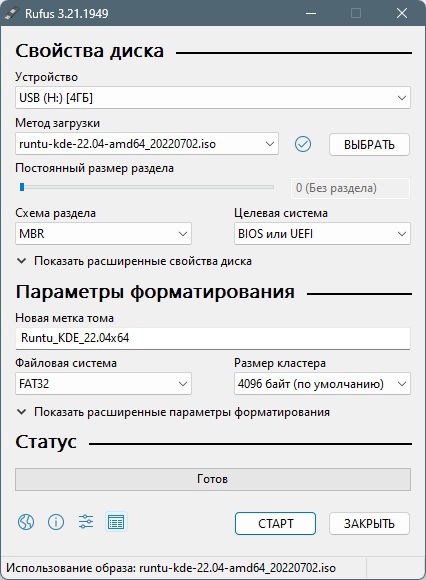 Rufus 3.21.1949
Свойства диска
Устройство
USB (H:) [4ГБ]
Метод загрузки
runtu-kde-22.04-amd64_20220702.iso
ВЫБРАТЬ
Постоянный размер раздела
0 (Без раздела)
Схема раздела
Целевая система
MBR
BIOS или UEFI
Показать расширенные свойства диска
Параметры форматирования
Новая метка тома
Runtu_KDE_22.04x64
Файловая система
Размер кластера
FAT32
4096 байт (по умолчанию)
Показать расширенные параметры форматирования
Статус
Готов
СТАРТ
ЗАКРЫТЬ
Использование образа: runtu-kde-22.04-amd64_20220702.iso